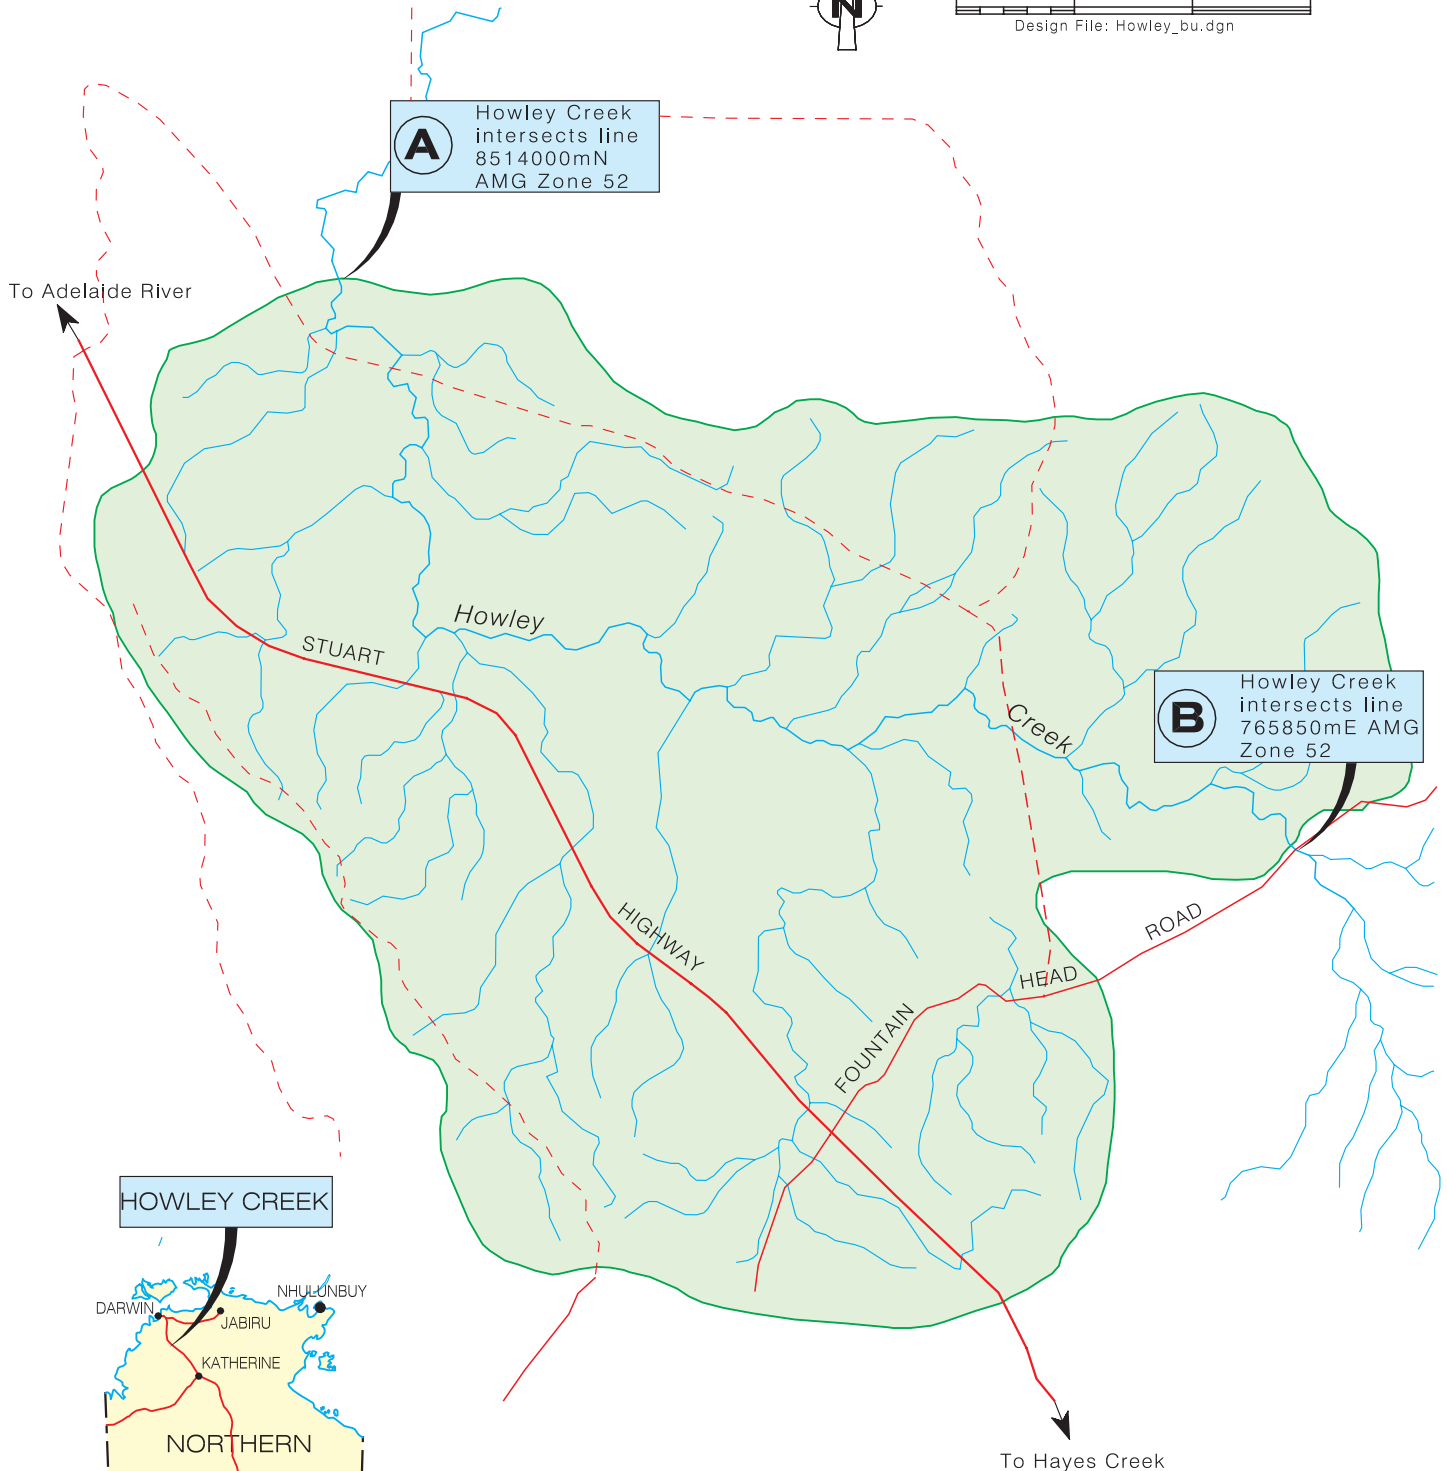 N
Design File: Howley_bu.dgn
A
Howley Creek
intersects line
8514000mN
AMG Zone 52
To Adelaide River
Howley
STUART
Creek
B
Howley Creek
intersects line
765850mE AMG
Zone 52
HIGHWAY
ROAD
HEAD
FOUNTAIN
HOWLEY CREEK
NHULUNBUY
DARWIN
JABIRU
KATHERINE
NORTHERN
To Hayes Creek